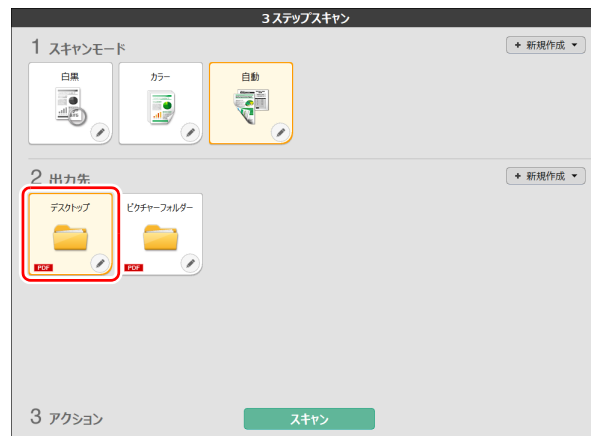 3ステップスキャン
1 スキャンモード
+ 新規作成
白黒
カラー
自動
2 出力先
+ 新規作成
デスクトップ
ピクチャーフォルダー
PDF
PDF
3 アクション
スキャン